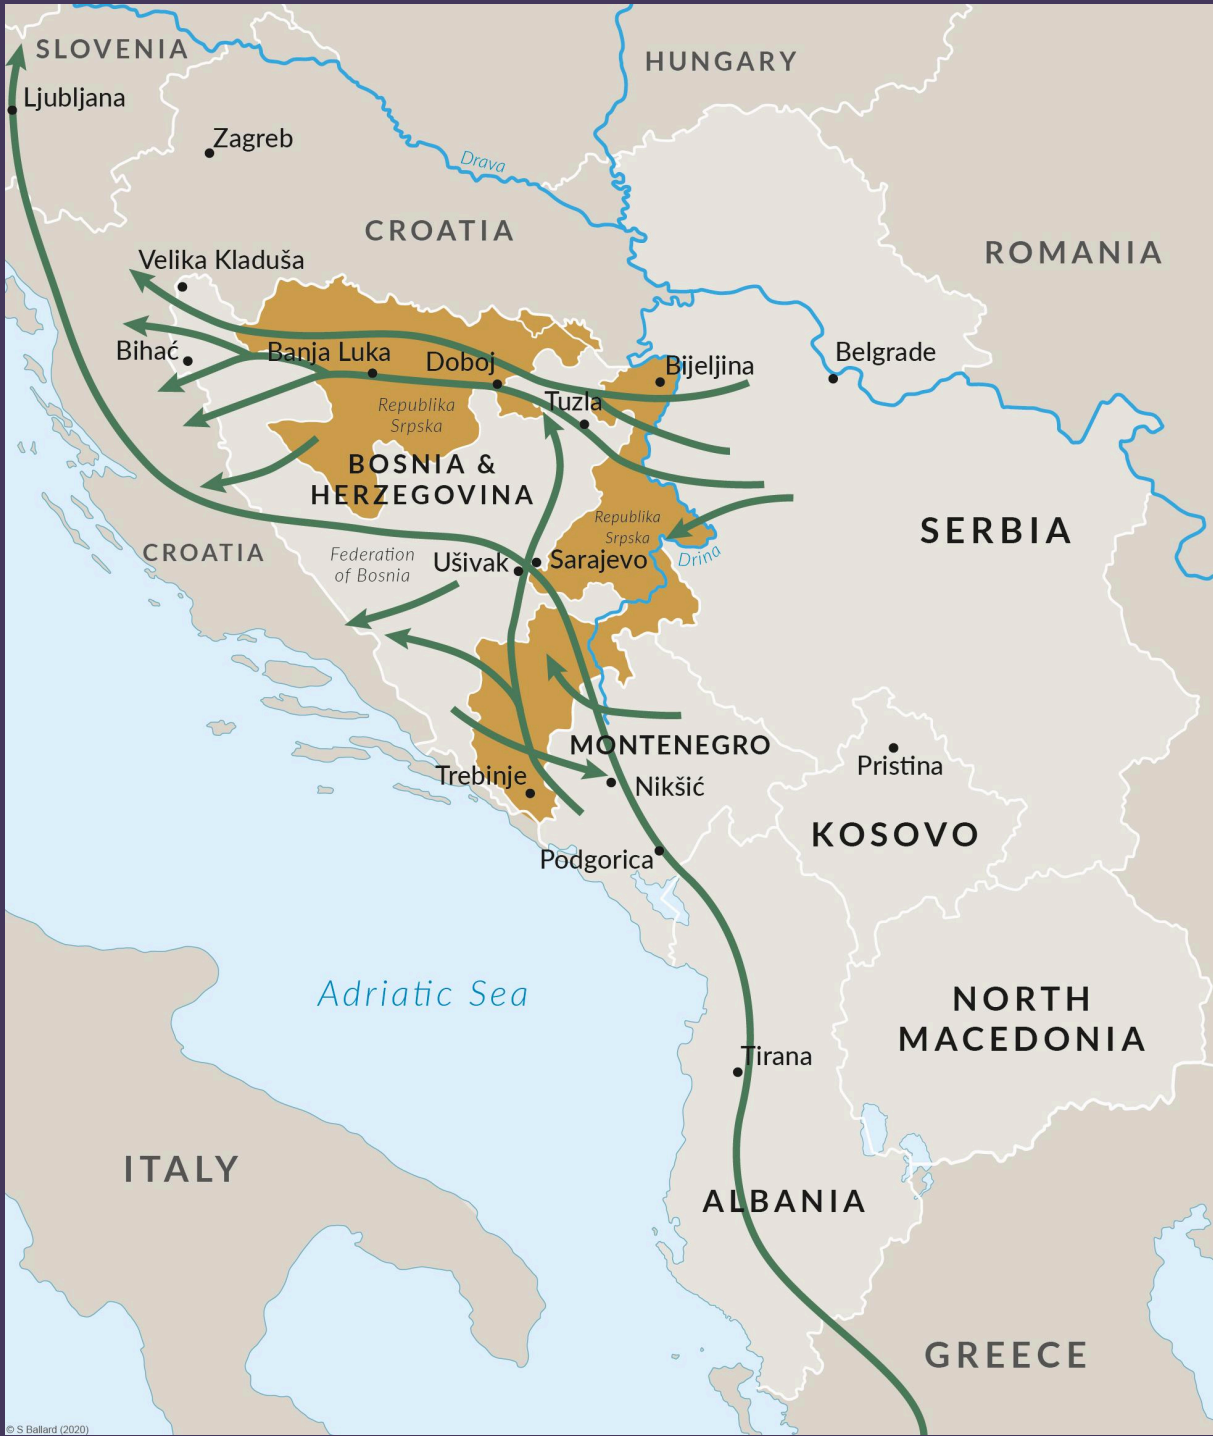 SLOVENIA
HUNGARY
Ljubljana
Zagreb
Drava
CROATIA
ROMANIA
Velika Kladuša
Bihać
Banja Luka
Doboj
Bijeljina
Belgrade
Tuzla
Republika
Srpska
BOSNIA &
HERZEGOVINA
Republika
Srpska
SERBIA
CROATIA
Federation
of Bosnia
Ušivak
Sarajevo
Drina
MONTENEGRO
Pristina
Trebinje
Nikšić
KOSOVO
Podgorica
Adriatic Sea
NORTH
MACEDONIA
Tirana
ITALY
ALBANIA
GREECE
© S Ballard (2020)